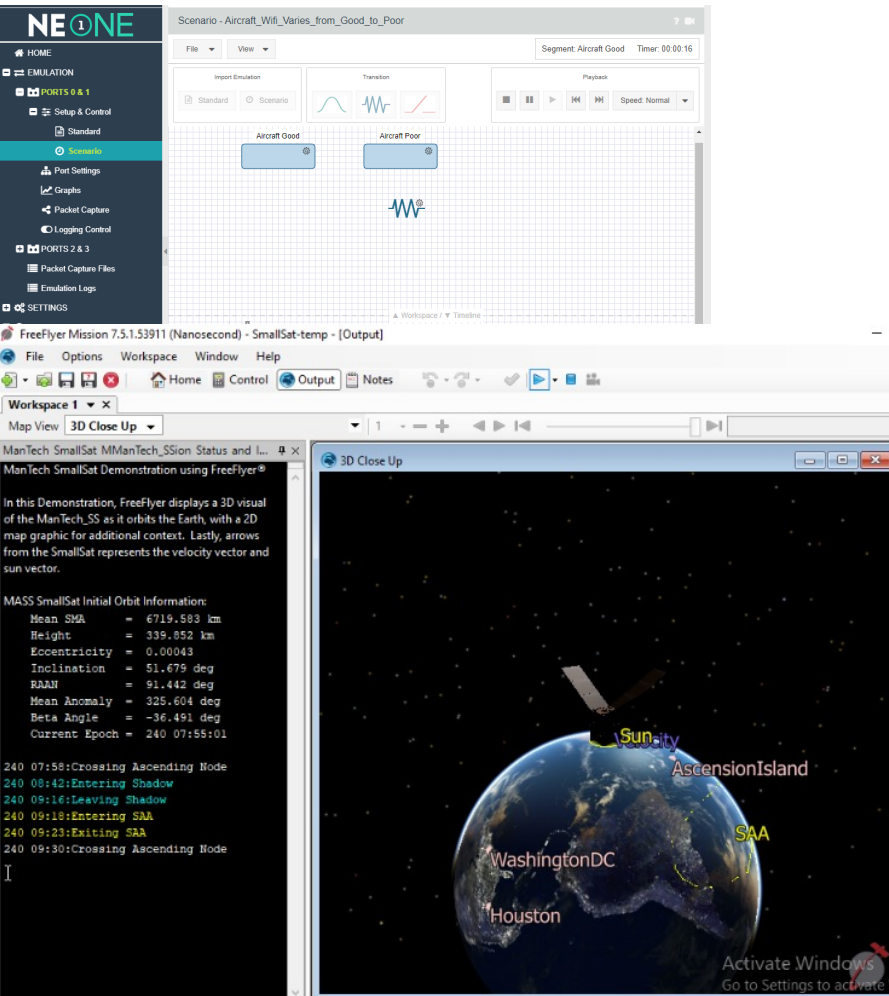 NE1NE
Scenario - Aircraft_Wifi_Varies_from_Good_to_Poor
?
HOME
EMULATION
PORTS 0 & 1
Setup & Control
Standard
Scenario
Port Settings
Graphs
Packet Capture
Logging Control
PORTS 2 & 3
Packet Capture Files
Emulation Logs
SETTINGS
File ▼ View ▼
Segment: Aircraft Good Timer: 00:00:16
Import Emulation
Standard Scenario
Transition
Playback
Speed: Normal ▼
Aircraft Good
Aircraft Poor
▲ Workspace / ▼ Timeline
FreeFlyer Mission 7.5.1.53911 (Nanosecond) - SmallSat-temp - [Output]
File Options Workspace Window Help
Home Control Output Notes
Workspace 1 ▼ X
Map View 3D Close Up
1
ManTech SmallSat MManTech_SSion Status and I...
ManTech SmallSat Demonstration using FreeFlyer®
In this Demonstration, FreeFlyer displays a 3D visual
of the ManTech_SS as it orbits the Earth, with a 2D
map graphic for additional context. Lastly, arrows
from the SmallSat represents the velocity vector and
sun vector.
MASS SmallSat Initial Orbit Information:
Mean SMA = 6719.583 km
Height = 339.852 km
Eccentricity = 0.00043
Inclination = 51.679 deg
RAAN = 91.442 deg
Mean Anomaly = 325.604 deg
Beta Angle = -36.491 deg
Current Epoch = 240 07:55:01
240 07:58:Crossing Ascending Node
240 08:42:Entering Shadow
240 09:16:Leaving Shadow
240 09:18:Entering SAA
240 09:23:Exiting SAA
240 09:30:Crossing Ascending Node
3D Close Up
Sun
Velocity
AscensionIsland
SAA
WashingtonDC
Houston
Activate Windows
Go to Settings to activate